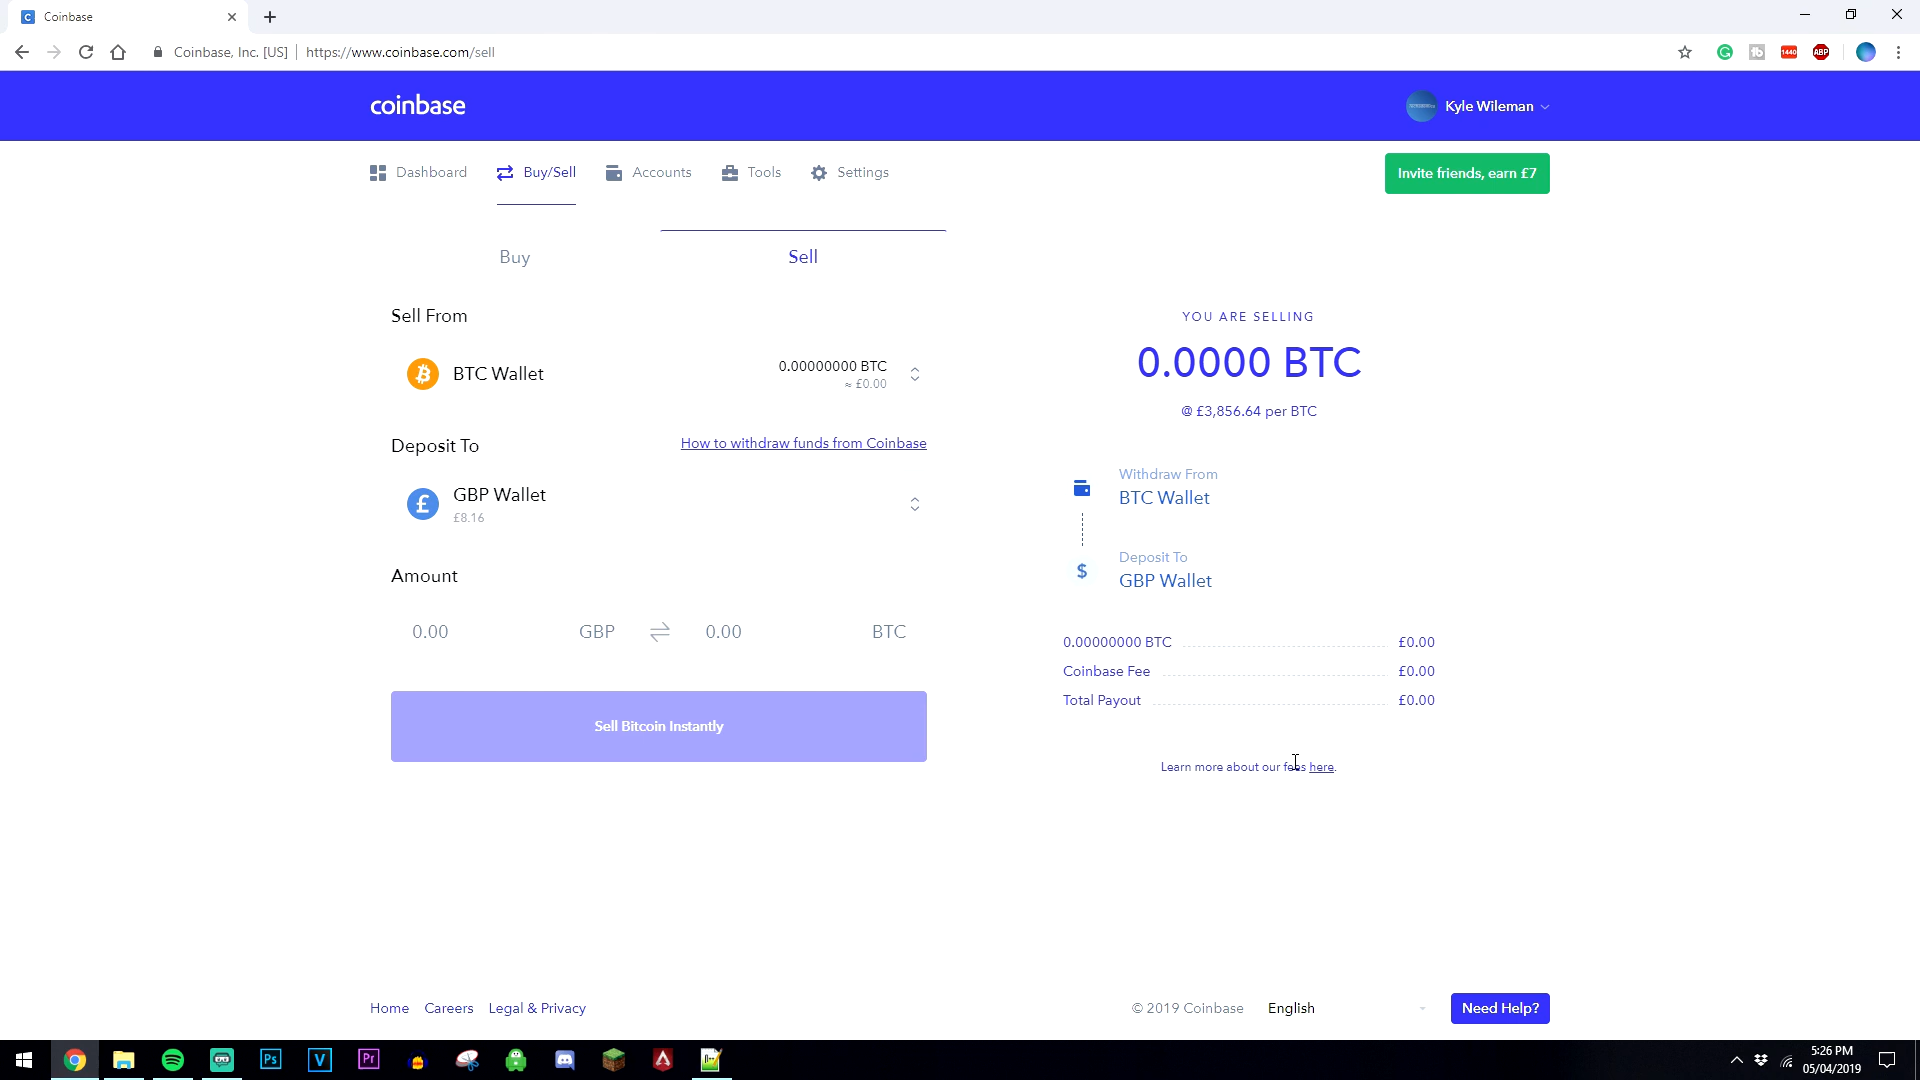 Coinbase
Coinbase, Inc. [US] | https://www.coinbase.com/sell
1440
ABP
coinbase
Kyle Wileman
Dashboard
Buy/Sell
Accounts
Tools
Settings
Invite friends, earn £7
Buy
Sell
Sell From
BTC Wallet
0.00000000 BTC
≈ £0.00
Deposit To
How to withdraw funds from Coinbase
GBP Wallet
£8.16
Amount
0.00 GBP
0.00 BTC
Sell Bitcoin Instantly
YOU ARE SELLING
0.0000 BTC
@ £3,856.64 per BTC
Withdraw From
BTC Wallet
Deposit To
GBP Wallet
0.00000000 BTC £0.00
Coinbase Fee £0.00
Total Payout £0.00
Learn more about our fees here.
Home
Careers
Legal & Privacy
© 2019 Coinbase
English
Need Help?
Ps
V
Pr
5:26 PM
05/04/2019